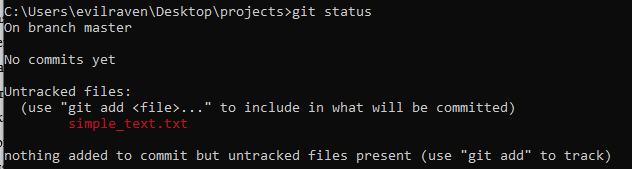 C:\Users\evilraven\Desktop\projects>git status
On branch master
No commits yet
Untracked files:
(use "git add <file>..." to include in what will be committed)
simple_text.txt
nothing added to commit but untracked files present (use "git add" to track)